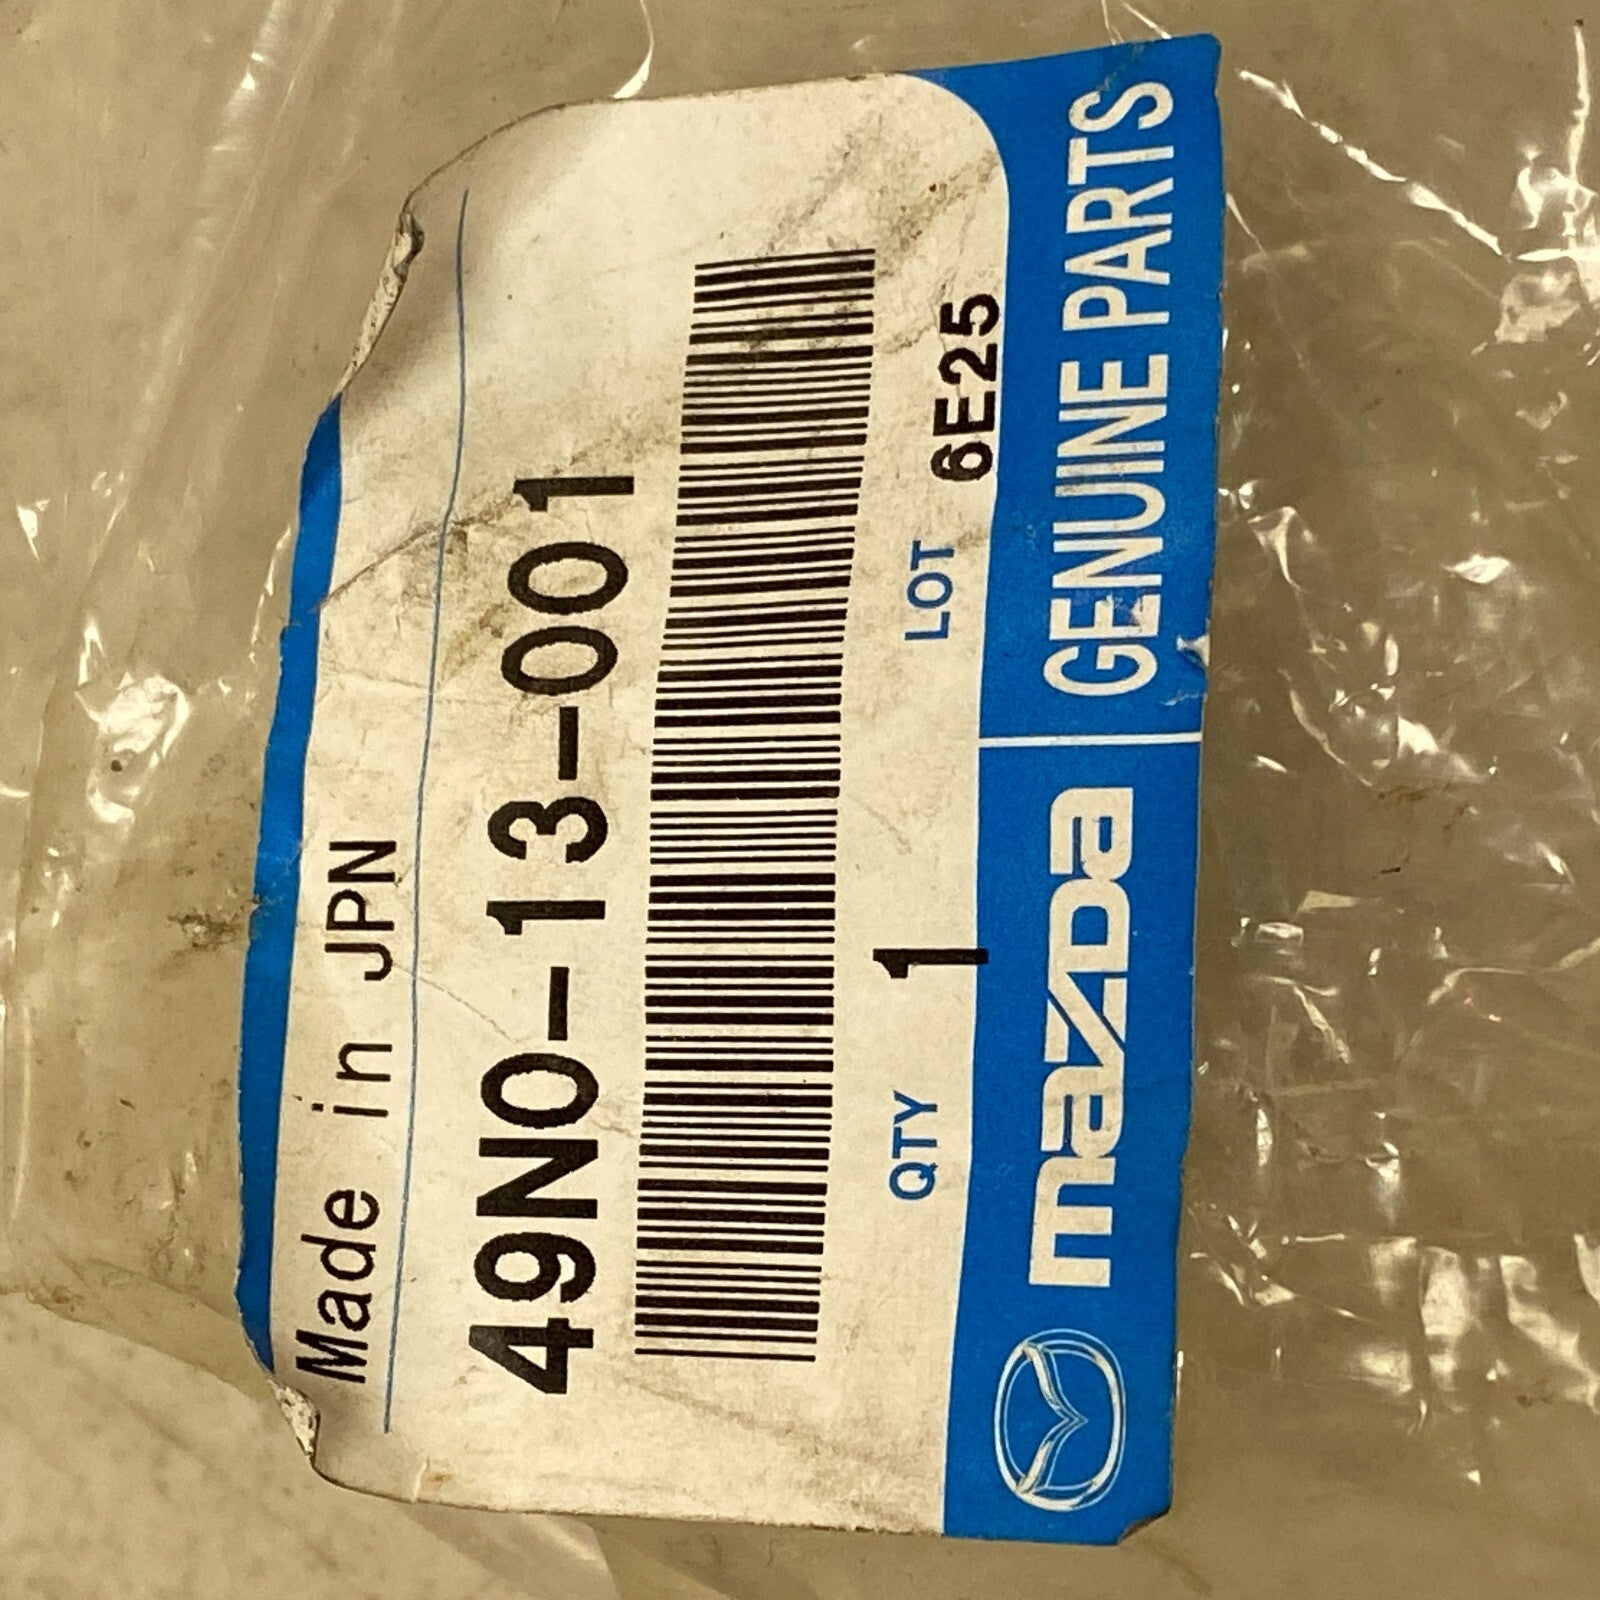 Made in JPN
49N0-13-001
QTY 1 LOT 6E25
mazda GENUINE PARTS